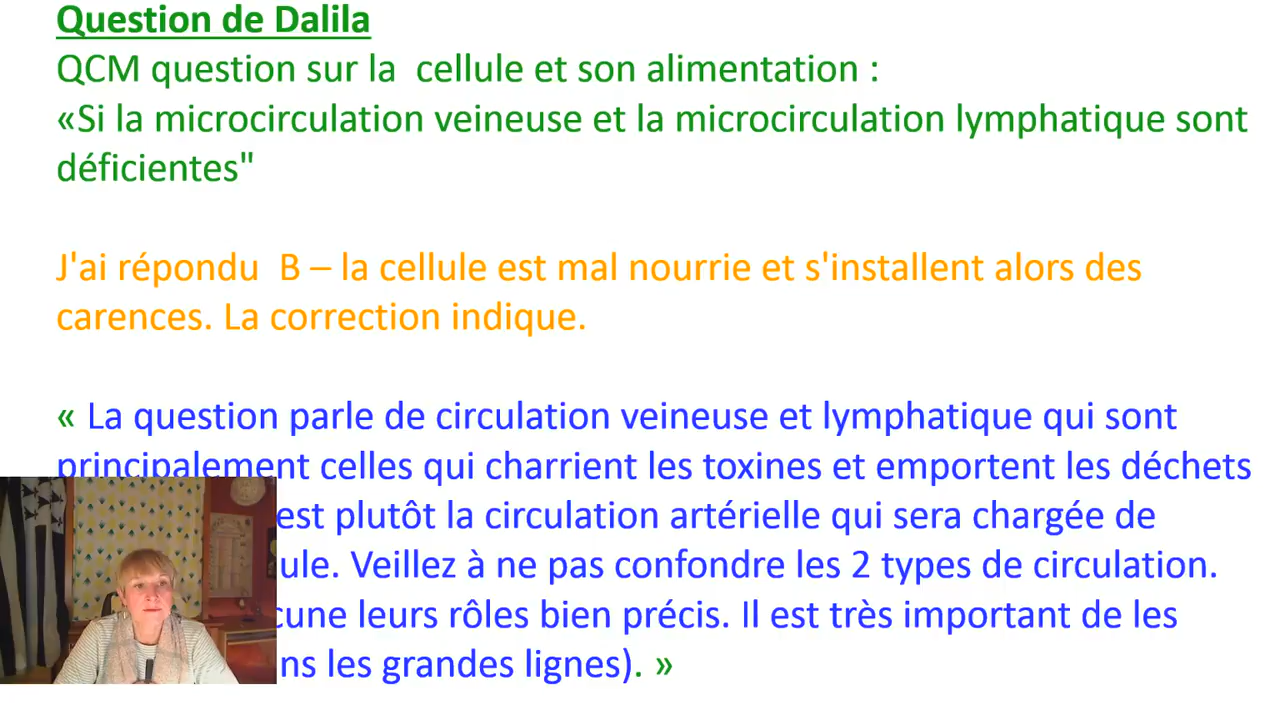 Question de Dalila
QCM question sur la  cellule et son alimentation :
«Si la microcirculation veineuse et la microcirculation lymphatique sont
déficientes"
J'ai répondu  B – la cellule est mal nourrie et s'installent alors des
carences. La correction indique.
« La question parle de circulation veineuse et lymphatique qui sont
principalement celles qui charrient les toxines et emportent les déchets
est plutôt la circulation artérielle qui sera chargée de
ule. Veillez à ne pas confondre les 2 types de circulation.
cune leurs rôles bien précis. Il est très important de les
ns les grandes lignes). »